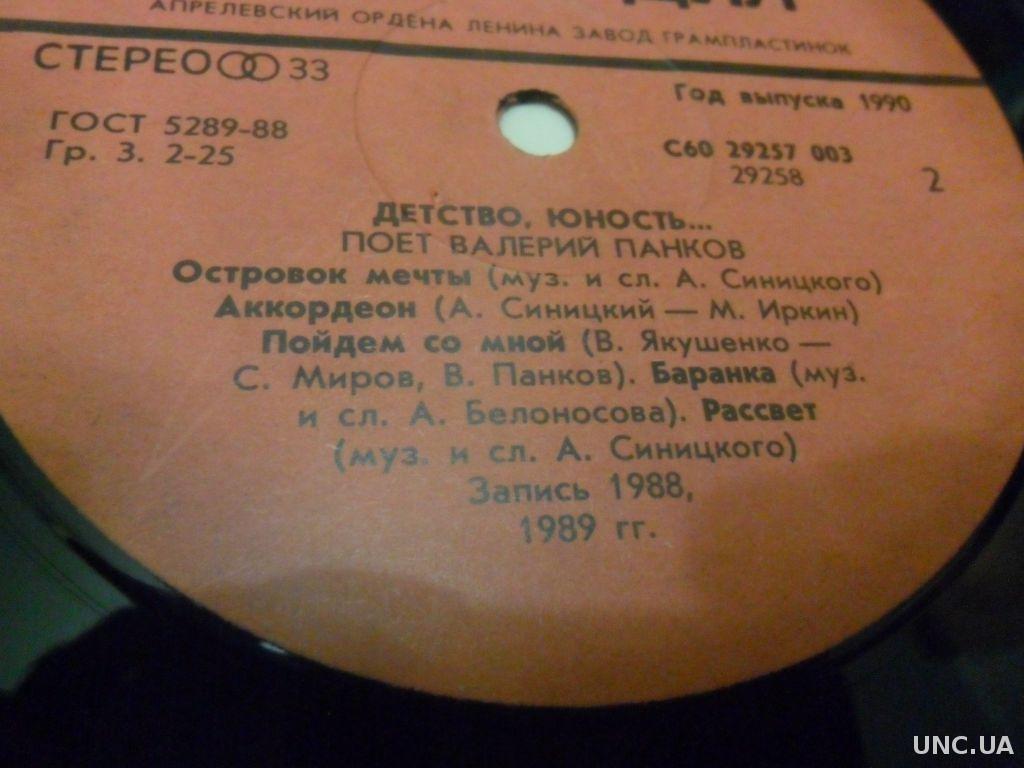 АПРЕЛЕВСКИЙ ОРДЕНА ЛЕНИНА ЗАВОД ГРАМПЛАСТИНОК
СТЕРЕО 33
Год выпуска 1990
ГОСТ 5289-88
Гр. 3. 2-25
С60 29257 003
29258
2
ДЕТСТВО, ЮНОСТЬ...
ПОЕТ ВАЛЕРИЙ ПАНКОВ
Островок мечты (муз. и сл. А. Синицкого)
Аккордеон (А. Синицкий — М. Иркин)
Пойдем со мной (В. Якушенко —
С. Миров, В. Панков). Баранка (муз.
и сл. А. Белоносова). Рассвет
(муз. и сл. А. Синицкого)
Запись 1988,
1989 гг.
UNC.UA